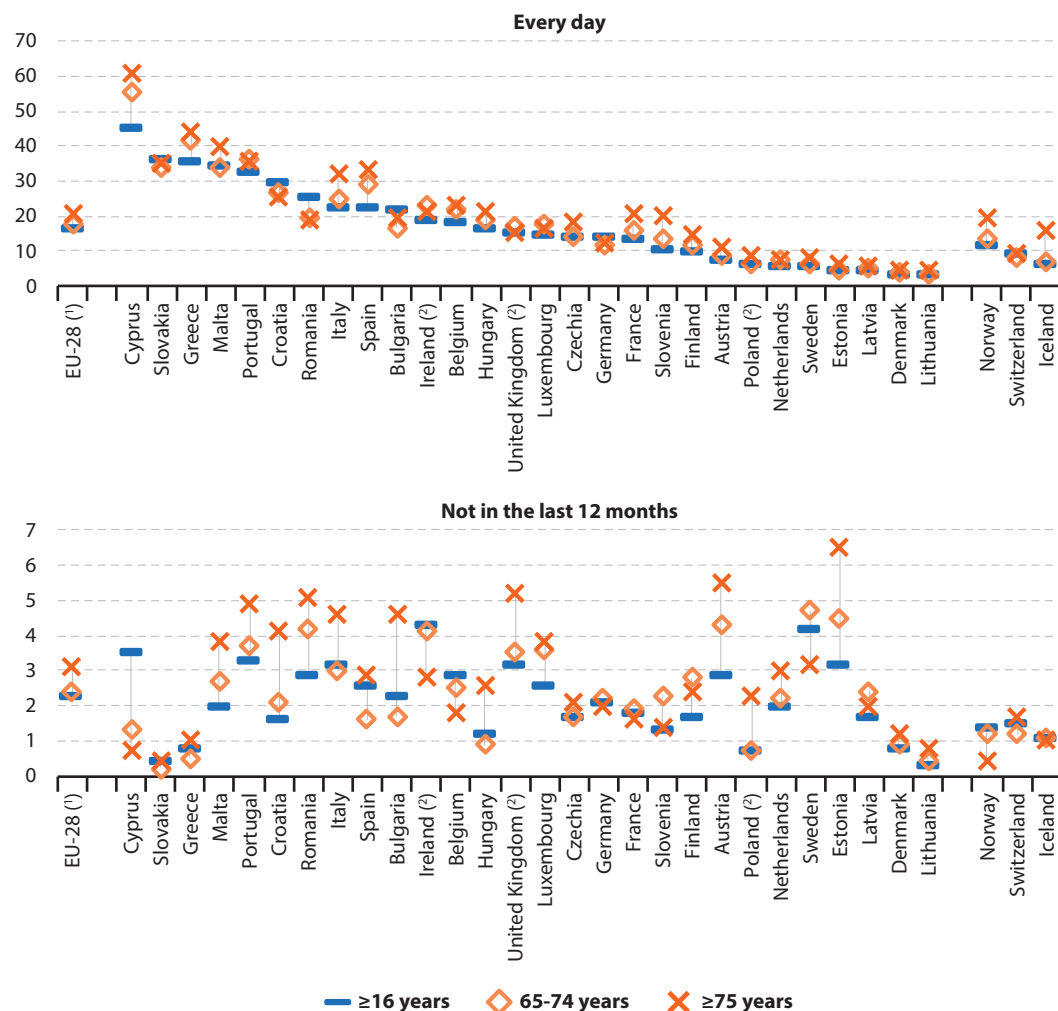 Every day
70
60
50
40
30
20
10
0
EU-28 (¹)
Cyprus
Slovakia
Greece
Malta
Portugal
Croatia
Romania
Italy
Spain
Bulgaria
Ireland (²)
Belgium
Hungary
United Kingdom (²)
Luxembourg
Czechia
Germany
France
Slovenia
Finland
Austria
Poland (²)
Netherlands
Sweden
Estonia
Latvia
Denmark
Lithuania
Norway
Switzerland
Iceland
Not in the last 12 months
7
6
5
4
3
2
1
0
EU-28 (¹)
Cyprus
Slovakia
Greece
Malta
Portugal
Croatia
Romania
Italy
Spain
Bulgaria
Ireland (²)
Belgium
Hungary
United Kingdom (²)
Luxembourg
Czechia
Germany
France
Slovenia
Finland
Austria
Poland (²)
Netherlands
Sweden
Estonia
Latvia
Denmark
Lithuania
Norway
Switzerland
Iceland
≥16 years 65-74 years ≥75 years